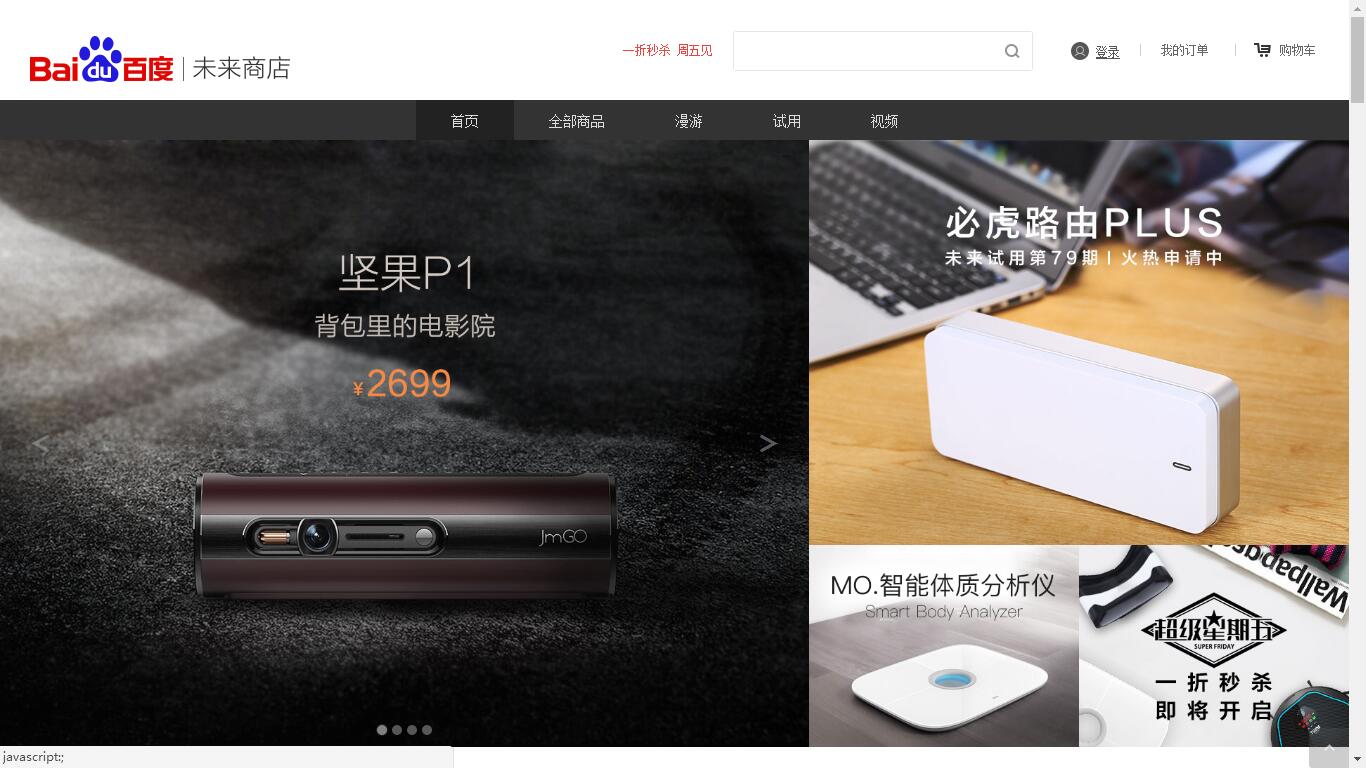 Bai du 百度 | 未来商店
一折秒杀 周五见
登录
我的订单
购物车
首页 全部商品 漫游 试用 视频
坚果P1
背包里的电影院
¥2699
JmGO
必虎路由PLUS
未来试用第79期 | 火热申请中
MO.智能体质分析仪
Smart Body Analyzer
Wallpaper
超级星期五
SUPER FRIDAY
一折秒杀
即将开启
javascript:;